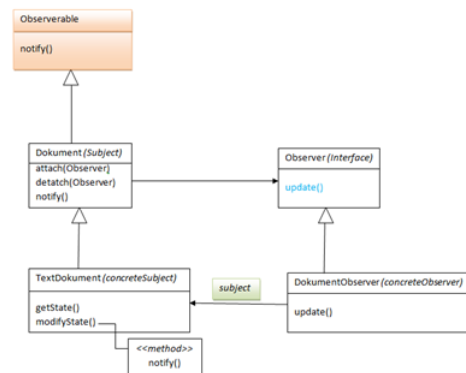 Observerable
notify()
Dokument (Subject)
attach(Observer)
detatch(Observer)
notify()
Observer (Interface)
update()
TextDokument (concreteSubject)
getState()
modifyState()
subject
DokumentObserver (concreteObserver)
update()
<<method>>
notify()